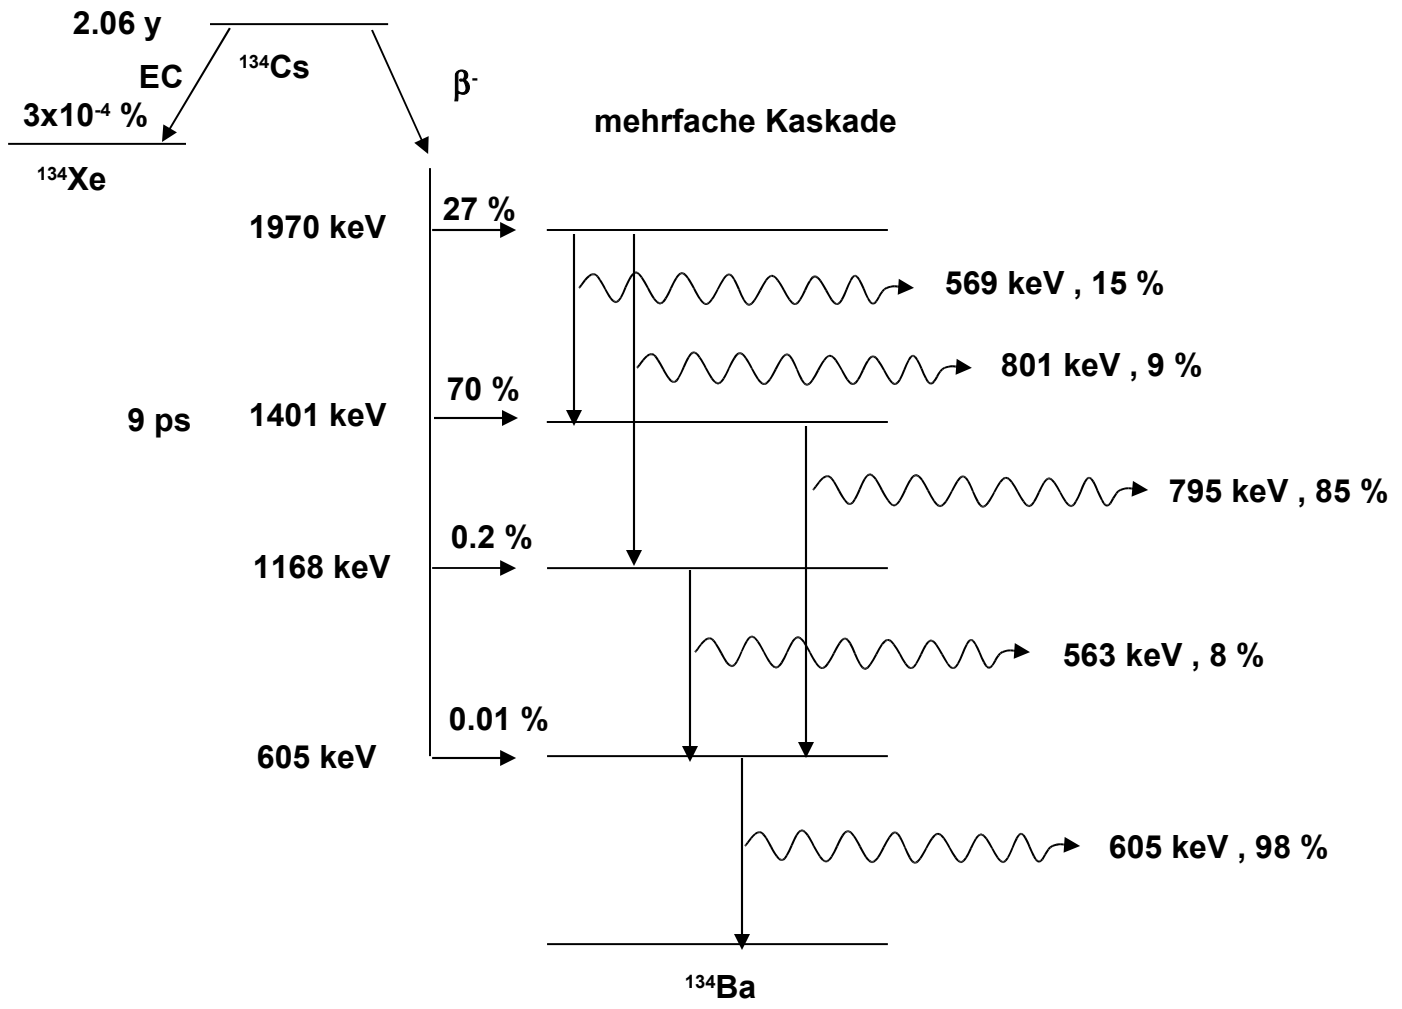 2.06 y
¹³⁴Cs
EC
β⁻
3x10⁻⁴ %
mehrfache Kaskade
¹³⁴Xe
27 %
1970 keV
569 keV , 15 %
801 keV , 9 %
70 %
9 ps
1401 keV
795 keV , 85 %
0.2 %
1168 keV
563 keV , 8 %
0.01 %
605 keV
605 keV , 98 %
¹³⁴Ba